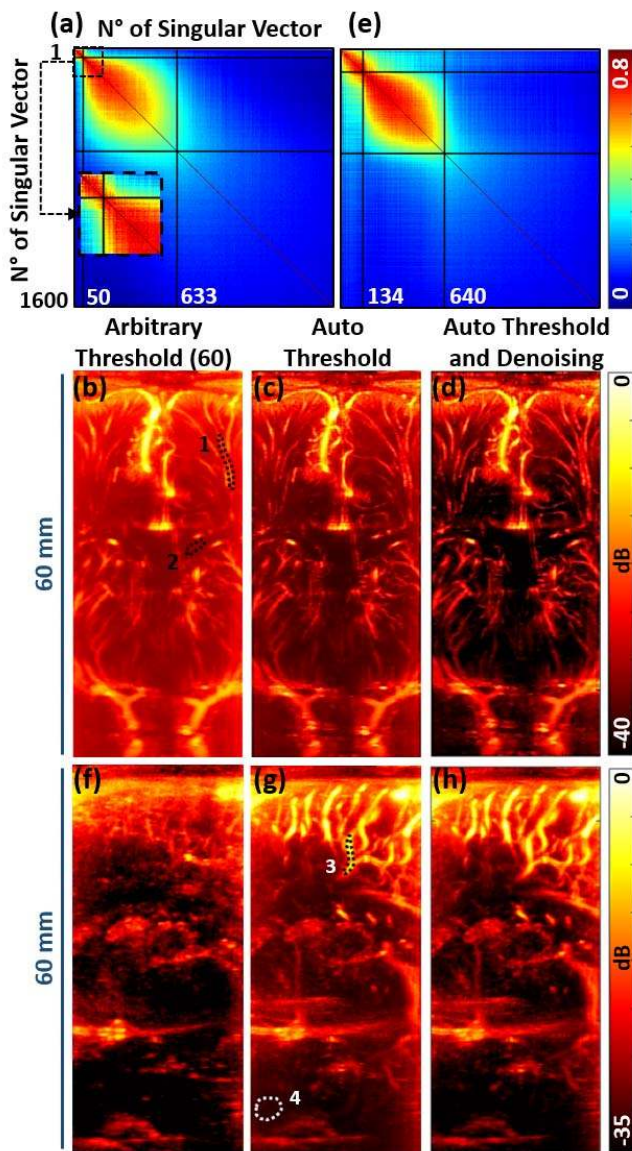 (a) N° of Singular Vector (e)
1
N° of Singular Vector
1600
50 633
134 640
0.8
0
Arbitrary Threshold (60)
Auto Threshold
Auto Threshold and Denoising
(b) (c) (d)
1
2
60 mm
0
dB
-40
(f) (g) (h)
3
4
60 mm
0
dB
-35